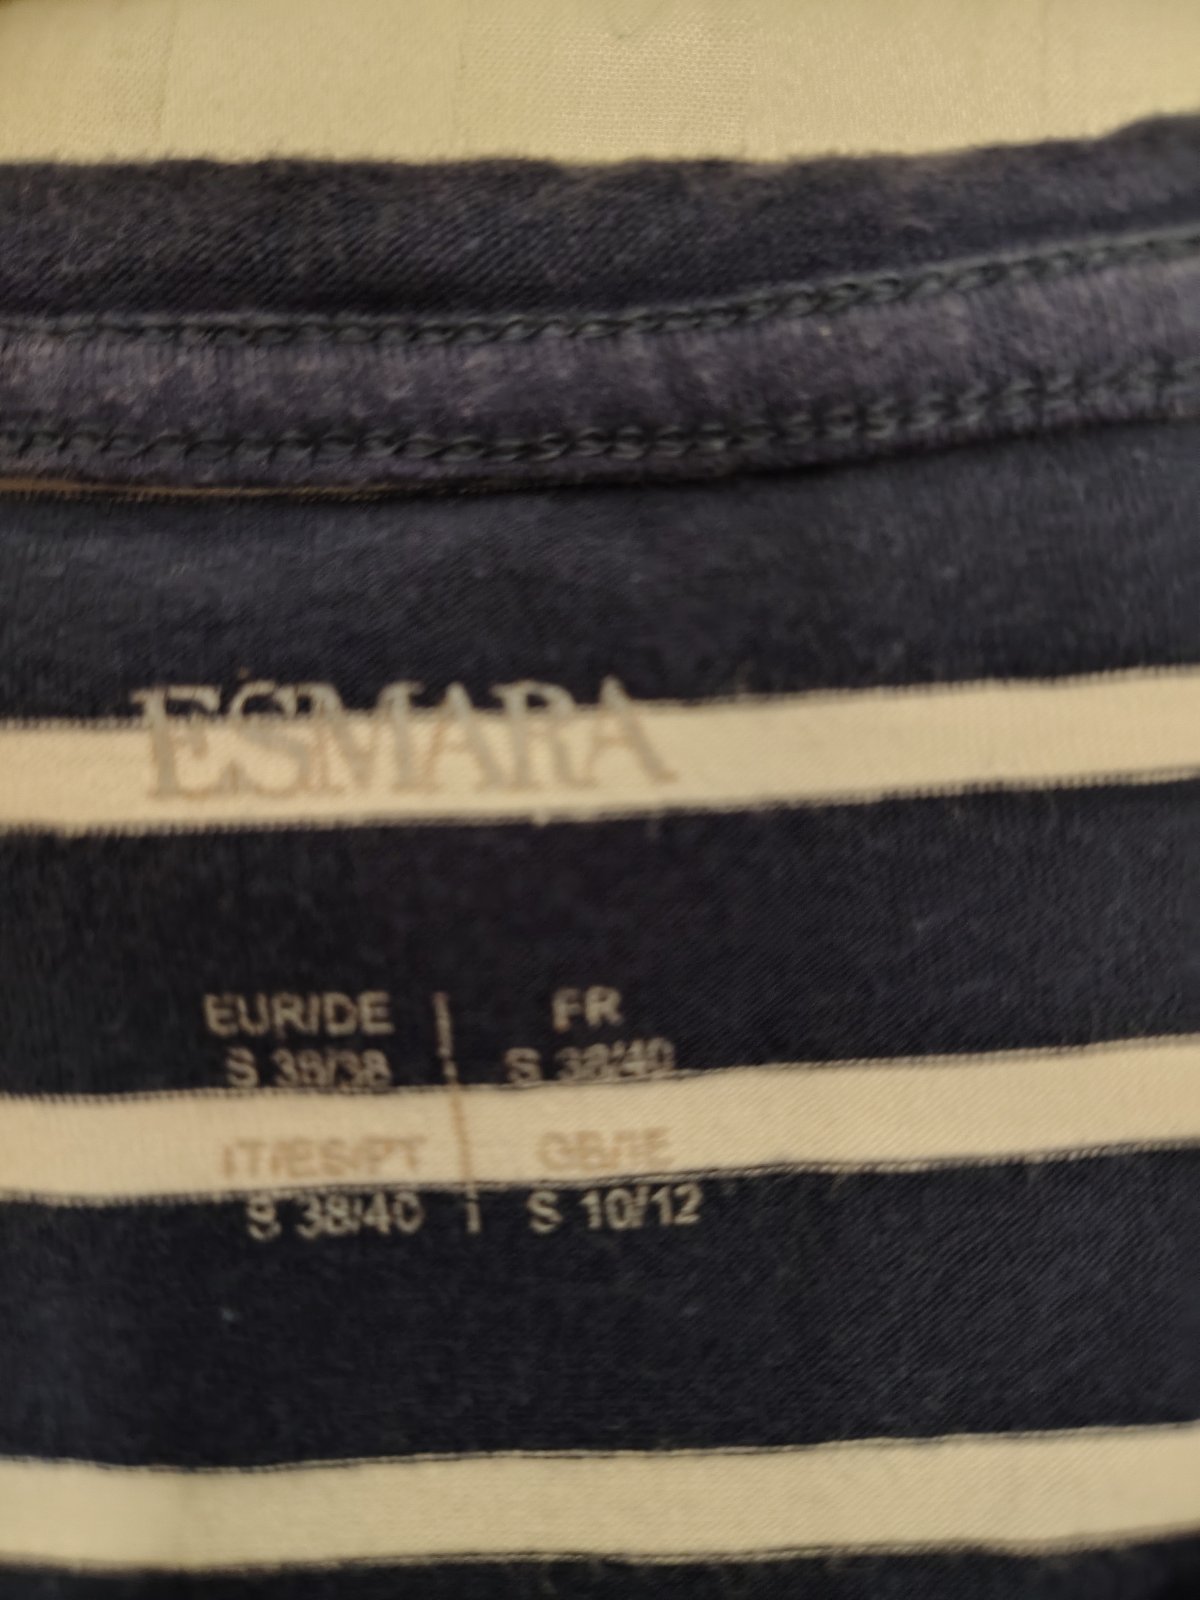 ESMARA
EUR/DE | FR
S 36/38 | S 38/40
IT/ES/PT | GB/IE
S 38/40 | S 10/12